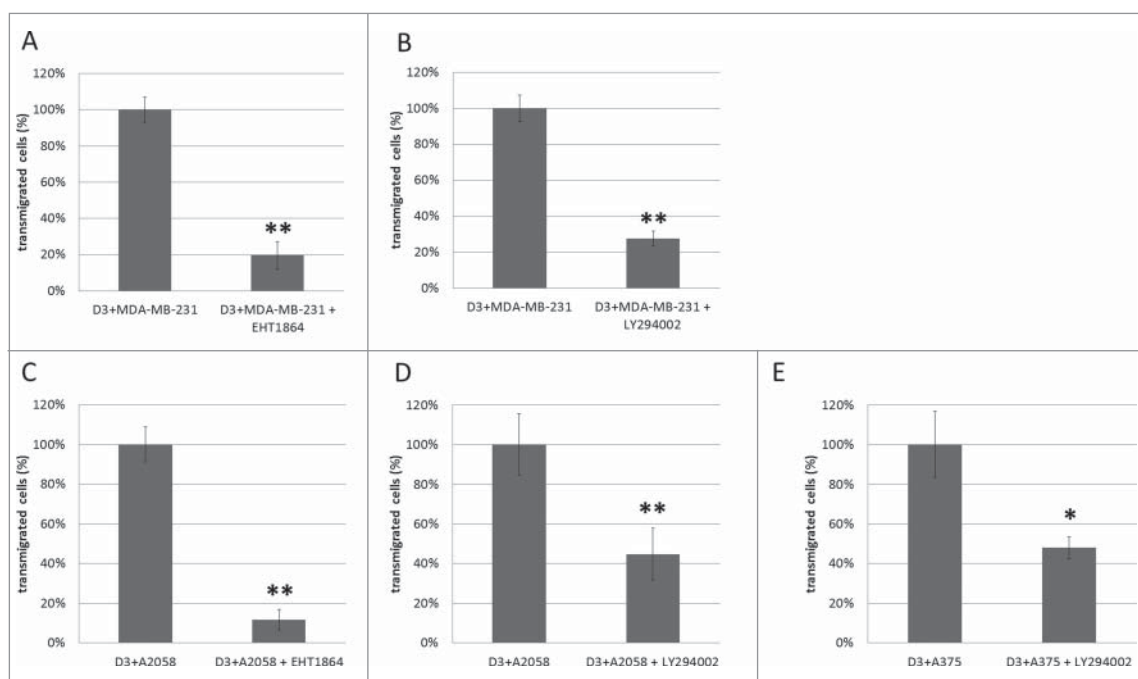 A
120%
100%
80%
60%
40%
20%
0%
transmigrated cells (%)
**
D3+MDA-MB-231
D3+MDA-MB-231 +
EHT1864
B
120%
100%
80%
60%
40%
20%
0%
transmigrated cells (%)
**
D3+MDA-MB-231
D3+MDA-MB-231 +
LY294002
C
120%
100%
80%
60%
40%
20%
0%
transmigrated cells (%)
**
D3+A2058
D3+A2058 + EHT1864
D
120%
100%
80%
60%
40%
20%
0%
transmigrated cells (%)
**
D3+A2058
D3+A2058 + LY294002
E
120%
100%
80%
60%
40%
20%
0%
transmigrated cells (%)
*
D3+A375
D3+A375 + LY294002